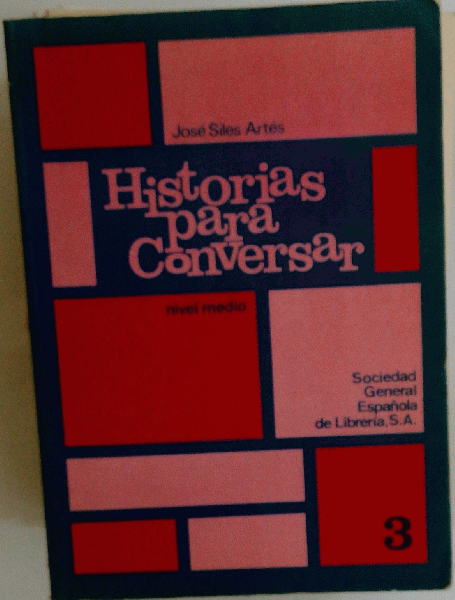 José Siles Artés
Historias
para
Conversar
nivel medio
Sociedad
General
Española
de Librería, S.A.
3